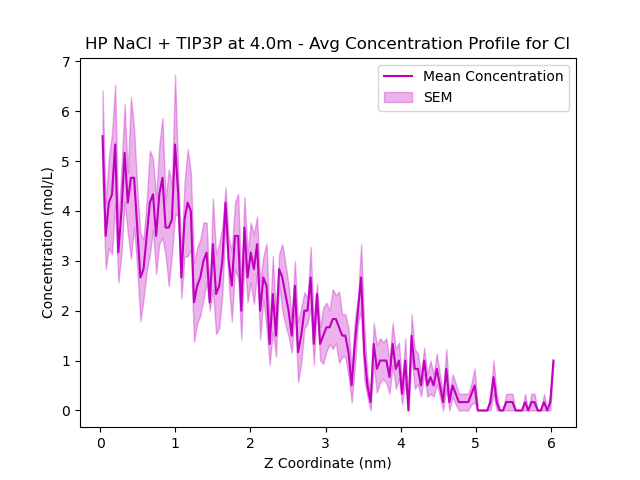 HP NaCl + TIP3P at 4.0m - Avg Concentration Profile for Cl
Mean Concentration
SEM
Concentration (mol/L)
7
6
5
4
3
2
1
0
0 1 2 3 4 5 6
Z Coordinate (nm)